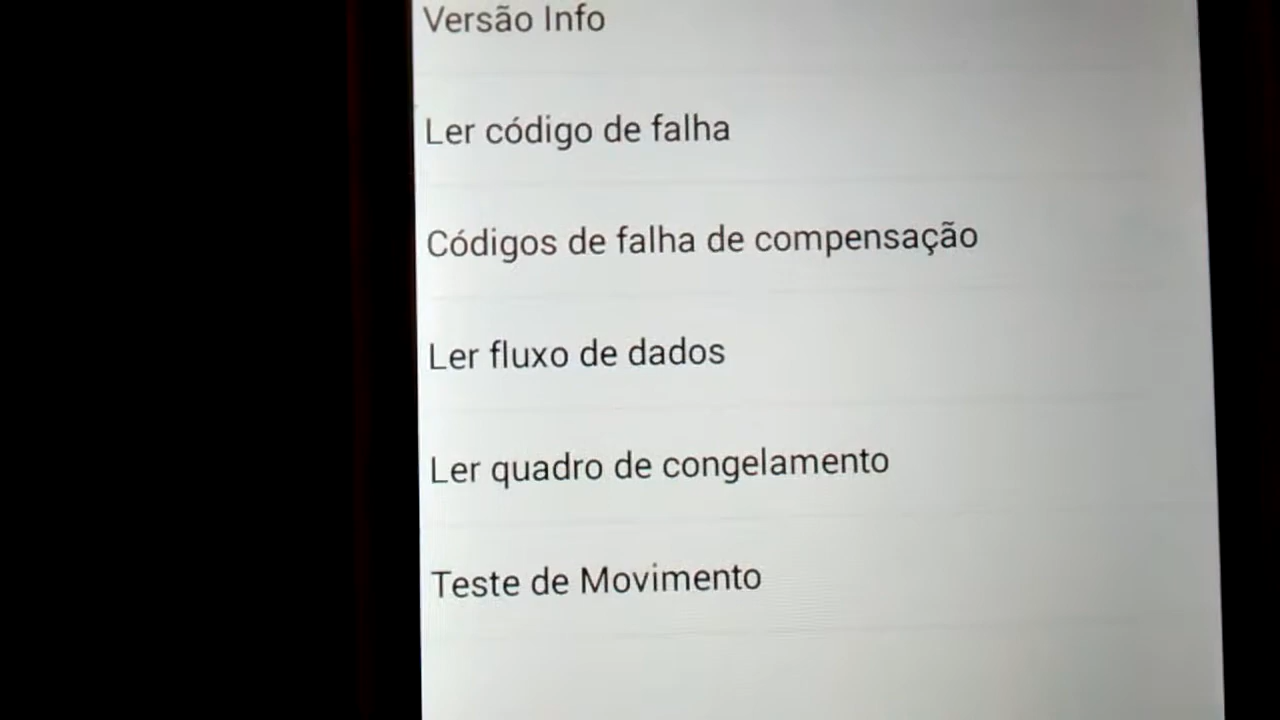 Versão Info
Ler código de falha
Códigos de falha de compensação
Ler fluxo de dados
Ler quadro de congelamento
Teste de Movimento